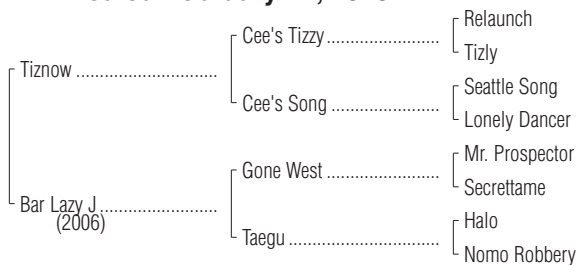 Relaunch
Cee's Tizzy
Tizly
Tiznow
Seattle Song
Cee's Song
Lonely Dancer
Mr. Prospector
Gone West
Secrettame
Bar Lazy J
(2006)
Halo
Taegu
Nomo Robbery